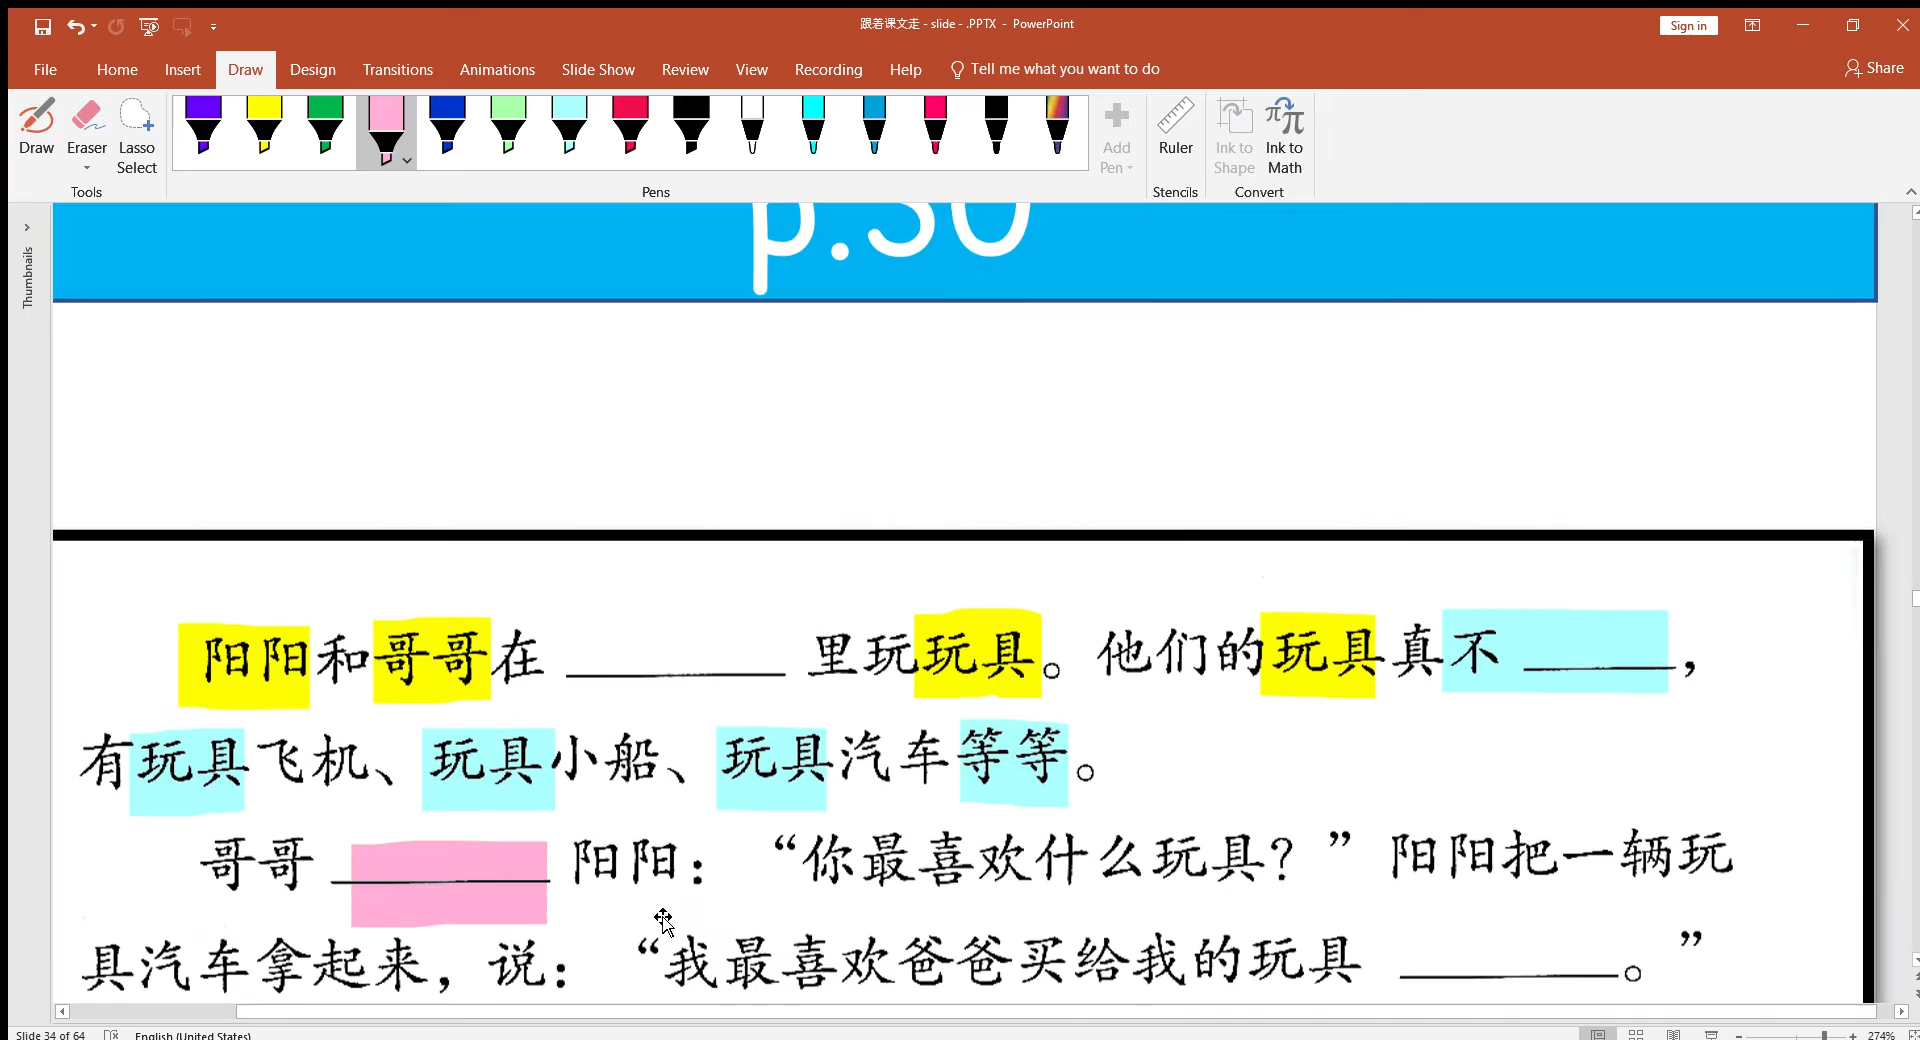 跟着课文走 - slide - .PPTX - PowerPoint
Sign in
File Home Insert Draw Design Transitions Animations Slide Show Review View Recording Help Tell me what you want to do Share
Draw Eraser Lasso Select
Add Pen
Ruler
Ink to Shape
Ink to Math
Tools Pens Stencils Convert
Thumbnails
p.30
阳阳和哥哥在 ________ 里玩玩具。他们的玩具真不 ______，
有玩具飞机、玩具小船、玩具汽车等等。
哥哥 ________ 阳阳：“你最喜欢什么玩具？”阳阳把一辆玩
具汽车拿起来，说：“我最喜欢爸爸买给我的玩具 ________。”
Slide 34 of 64 English (United States) 274%